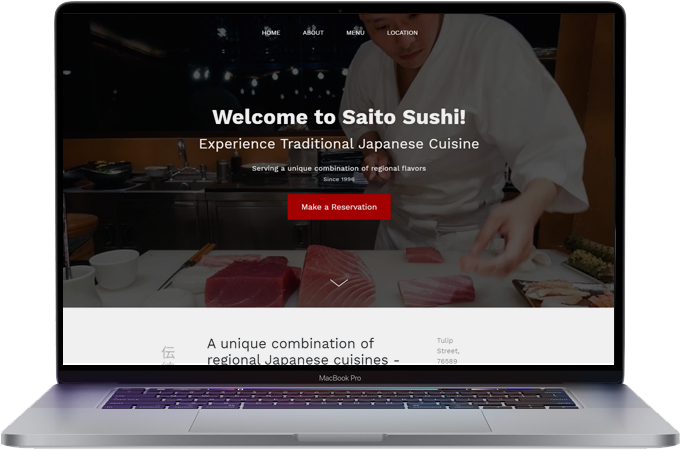 HOME ABOUT MENU LOCATION
Welcome to Saito Sushi!
Experience Traditional Japanese Cuisine
Serving a unique combination of regional flavors
Since 1996
Make a Reservation
伝
A unique combination of
regional Japanese cuisines -
Tulip
Street,
76589
MacBook Pro